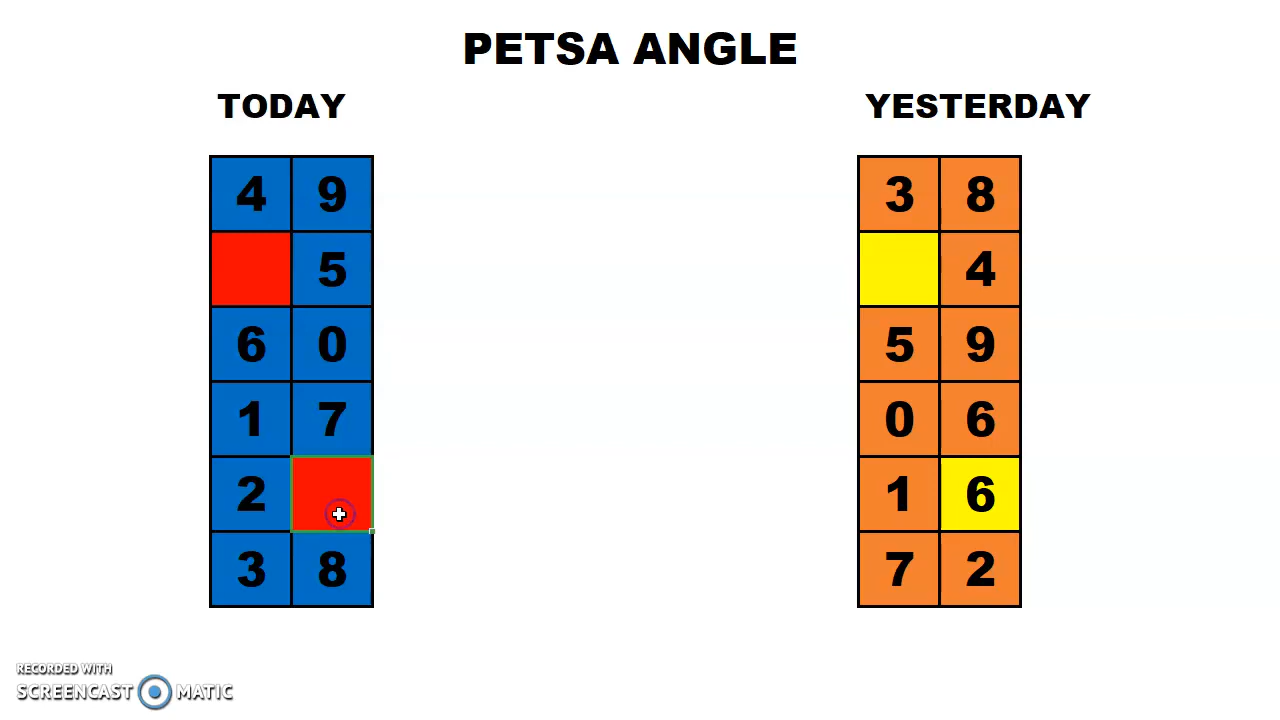 PETSA ANGLE
TODAY YESTERDAY
4 9 3 8
5 4
6 0 5 9
1 7 0 6
2 1 6
3 8 7 2
RECORDED WITH
SCREENCAST MATIC